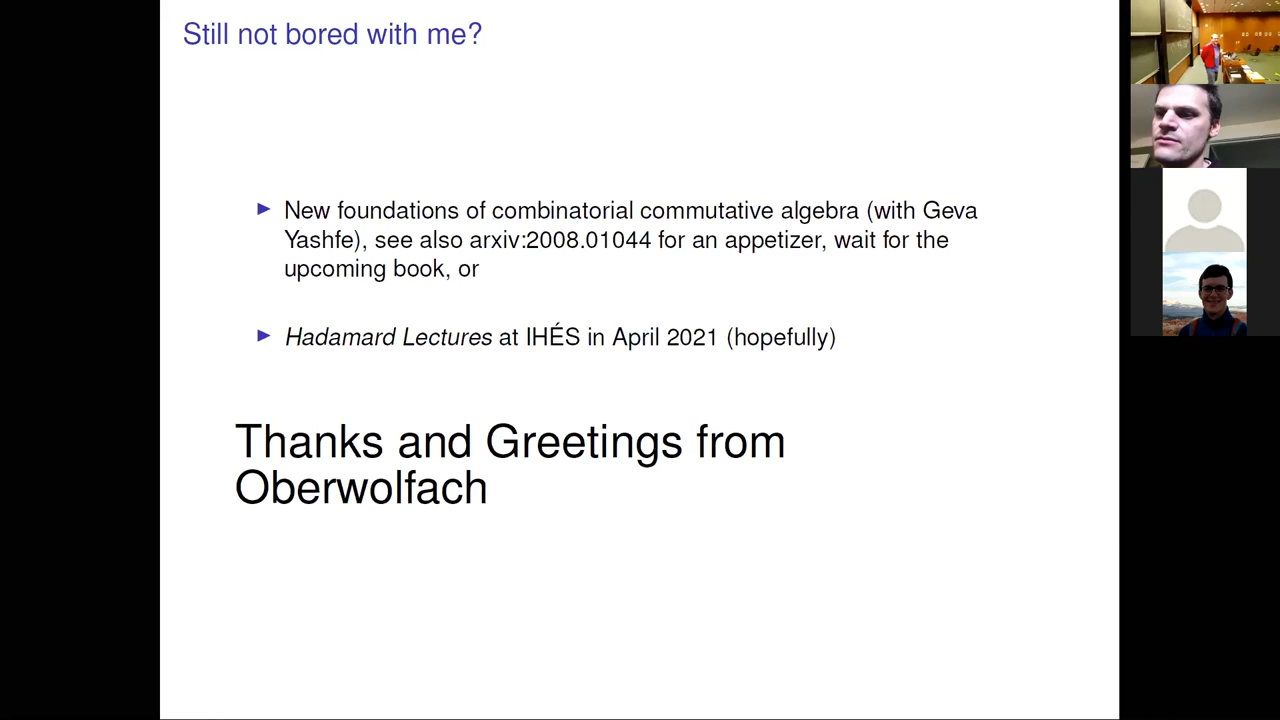 Still not bored with me?
New foundations of combinatorial commutative algebra (with Geva
Yashfe), see also arxiv:2008.01044 for an appetizer, wait for the
upcoming book, or
Hadamard Lectures at IHÉS in April 2021 (hopefully)
Thanks and Greetings from
Oberwolfach